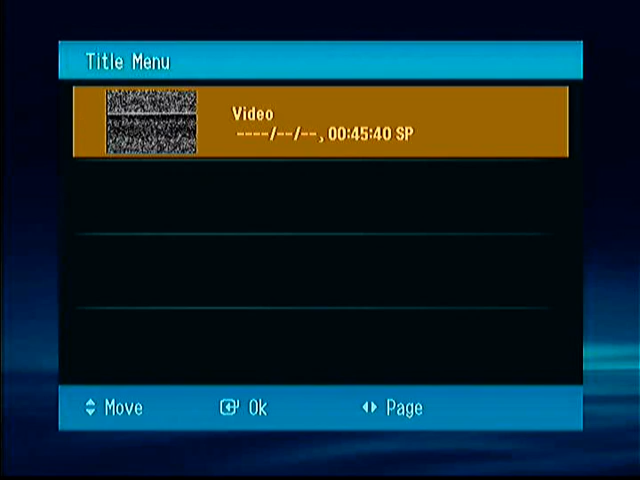 Title Menu
Video
----/--/--, 00:45:40 SP
Move
Ok
Page